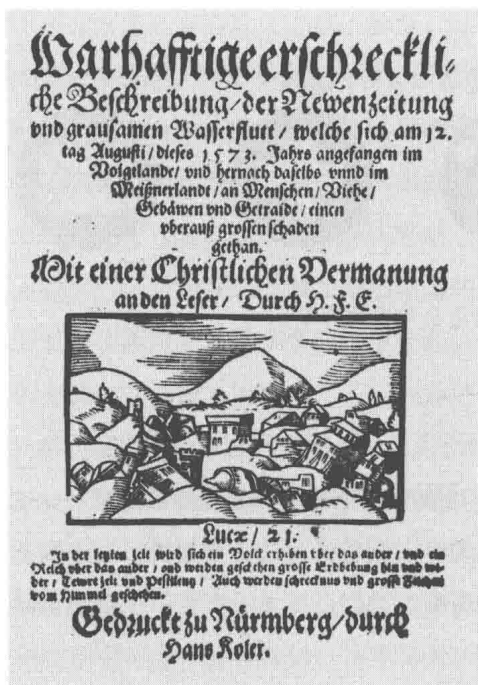 Warhafftige erschreckli-
che Beschreibung/der Newenzeitung
vnd grausamen Wasserflutt/welche sich am 12.
tag Augusti/dieses 1573. Jahrs angefangen im
Voigtlande/vnd hernach daselbs vnnd im
Meißnerlandt/an Menschen/Viehe/
Gebäwen vnd Getraide/einen
vberauß grossen schaden
gethan.
Mit einer Christlichen Vermanung
an den Leser/Durch H. F. E.
Luce/21.
In der letzten zeit wird sich ein Volck erheben vber das ander/vnd ein
Reich vber das ander/vnd werden geschehen grosse Erdbebung hin vnd wi-
der/Tewre zeit vnd Pestilentz/Auch werden schrecknus vnd grosse Zeichen
vom Himmel geschehen.
Gedruckt zu Nürmberg/durch
Hans Koler.